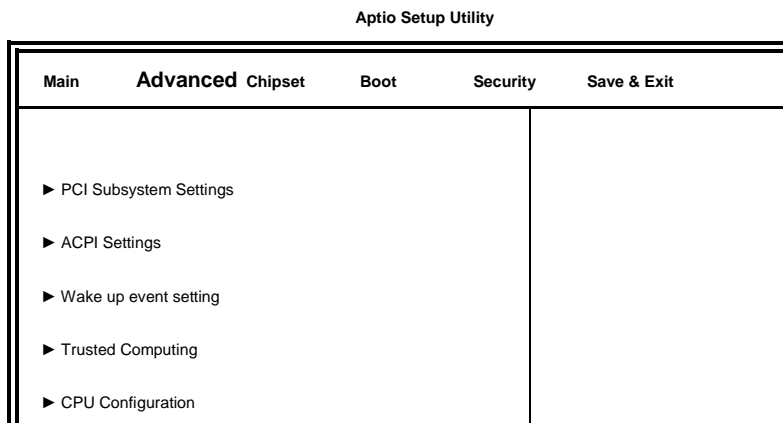 Aptio Setup Utility
Main Advanced Chipset Boot Security Save & Exit
► PCI Subsystem Settings
► ACPI Settings
► Wake up event setting
► Trusted Computing
► CPU Configuration